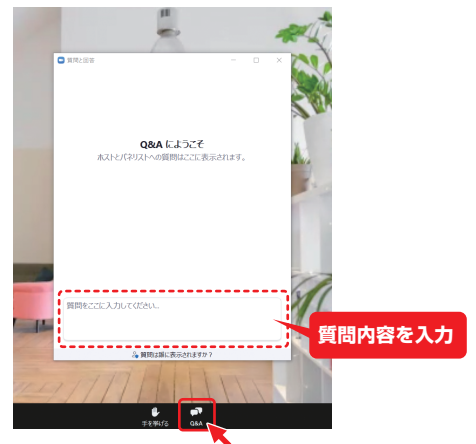 質問と回答
Q&A にようこそ
ホストとパネリストへの質問はここに表示されます。
質問をここに入力してください...
質問内容を入力
質問は誰に表示されますか?
手を挙げる
Q&A